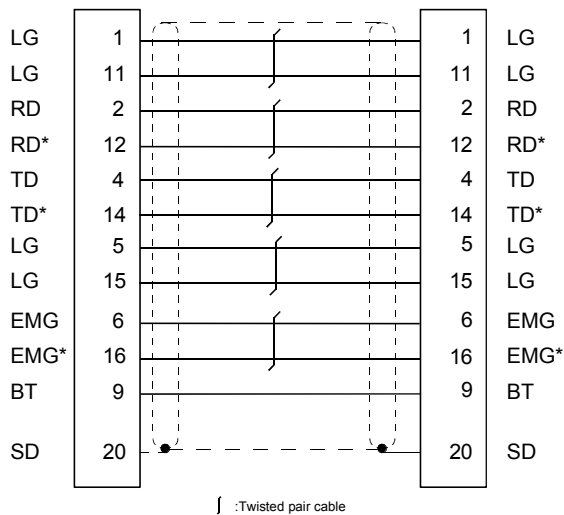 LG 1 1 LG
LG 11 11 LG
RD 2 2 RD
RD* 12 12 RD*
TD 4 4 TD
TD* 14 14 TD*
LG 5 5 LG
LG 15 15 LG
EMG 6 6 EMG
EMG* 16 16 EMG*
BT 9 9 BT
SD 20 20 SD
:Twisted pair cable